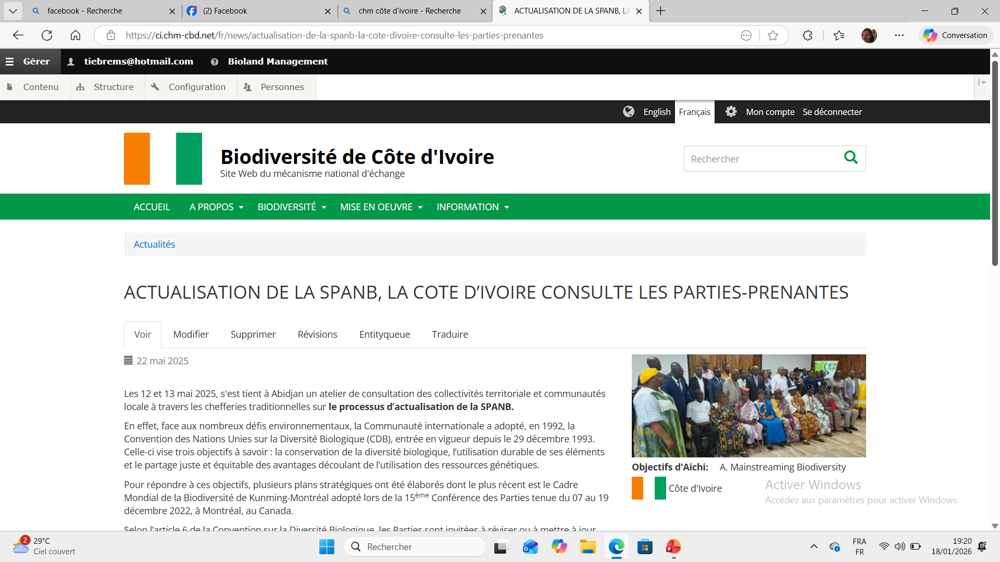 facebook - Recherche
(2) Facebook
chm côte d'ivoire - Recherche
ACTUALISATION DE LA SPANB, LA
https://ci.chm-cbd.net/fr/news/actualisation-de-la-spanb-la-cote-divoire-consulte-les-parties-prenantes
Conversation
Gérer
tiebrems@hotmail.com
Bioland Management
Contenu
Structure
Configuration
Personnes
English
Français
Mon compte
Se déconnecter
Biodiversité de Côte d'Ivoire
Site Web du mécanisme national d'échange
Rechercher
ACCUEIL
A PROPOS
BIODIVERSITÉ
MISE EN OEUVRE
INFORMATION
Actualités
ACTUALISATION DE LA SPANB, LA COTE D’IVOIRE CONSULTE LES PARTIES-PRENANTES
Voir
Modifier
Supprimer
Révisions
Entityqueue
Traduire
22 mai 2025
Les 12 et 13 mai 2025, s'est tient à Abidjan un atelier de consultation des collectivités territoriale et communautés
locale à travers les chefferies traditionnelles sur le processus d’actualisation de la SPANB.
En effet, face aux nombreux défis environnementaux, la Communauté internationale a adopté, en 1992, la
Convention des Nations Unies sur la Diversité Biologique (CDB), entrée en vigueur depuis le 29 décembre 1993.
Celle-ci vise trois objectifs à savoir : la conservation de la diversité biologique, l’utilisation durable de ses éléments
et le partage juste et équitable des avantages découlant de l’utilisation des ressources génétiques.
Pour répondre à ces objectifs, plusieurs plans stratégiques ont été élaborés dont le plus récent est le Cadre
Mondial de la Biodiversité de Kunming-Montréal adopté lors de la 15ème Conférence des Parties tenue du 07 au 19
décembre 2022, à Montréal, au Canada.
Selon l’article 6 de la Convention sur la Diversité Biologique, les Parties sont invitées à réviser ou à mettre à jour
Objectifs d'Aichi: A. Mainstreaming Biodiversity
Côte d'Ivoire
Activer Windows
Accédez aux paramètres pour activer Windows.
2
29°C
Ciel couvert
Rechercher
FRA
FR
19:20
18/01/2026